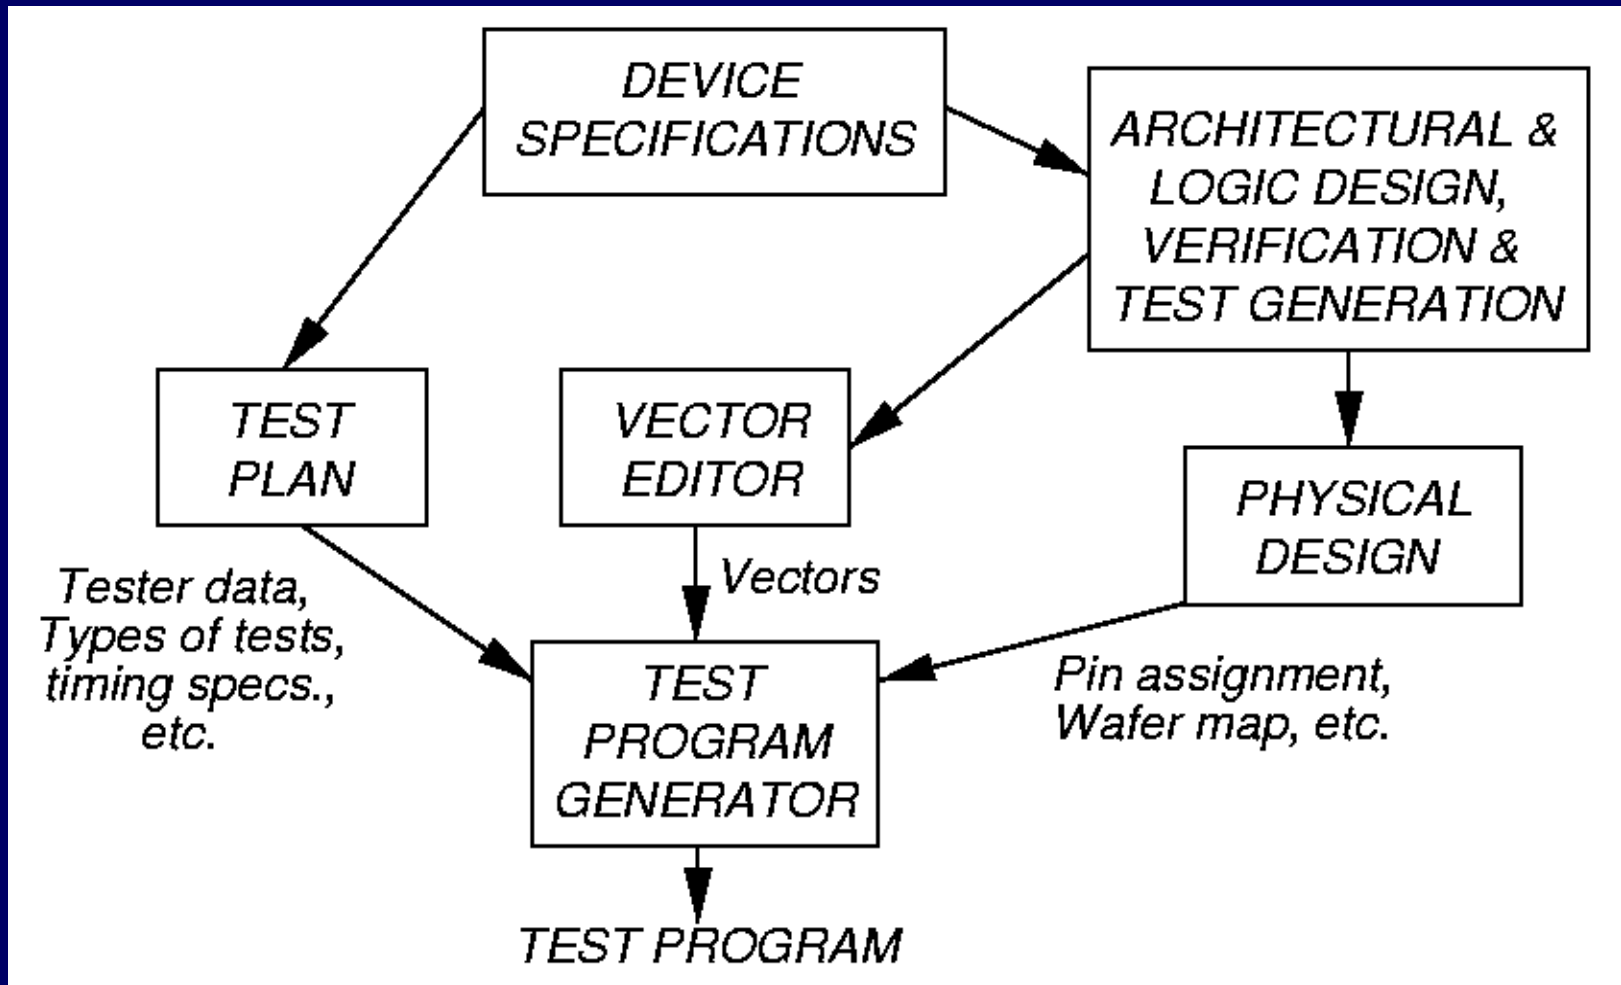 DEVICE
SPECIFICATIONS
ARCHITECTURAL &
LOGIC DESIGN,
VERIFICATION &
TEST GENERATION
TEST
PLAN
VECTOR
EDITOR
PHYSICAL
DESIGN
Tester data,
Types of tests,
timing specs.,
etc.
Vectors
Pin assignment,
Wafer map, etc.
TEST
PROGRAM
GENERATOR
TEST PROGRAM